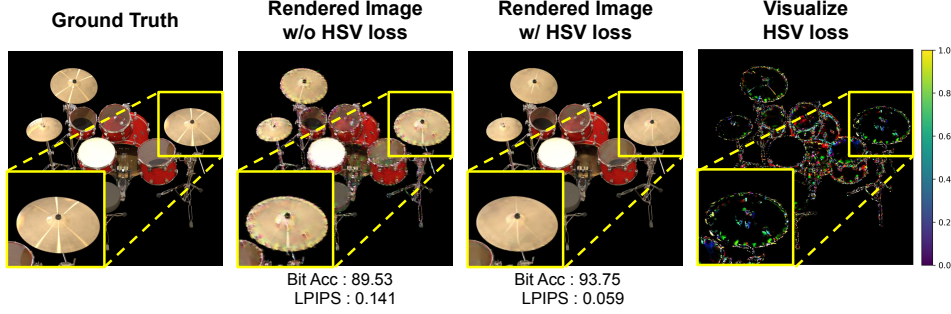 Ground Truth
Rendered Image
w/o HSV loss
Rendered Image
w/ HSV loss
Visualize
HSV loss
1.0
0.8
0.6
0.4
0.2
0.0
Bit Acc : 89.53
LPIPS : 0.141
Bit Acc : 93.75
LPIPS : 0.059